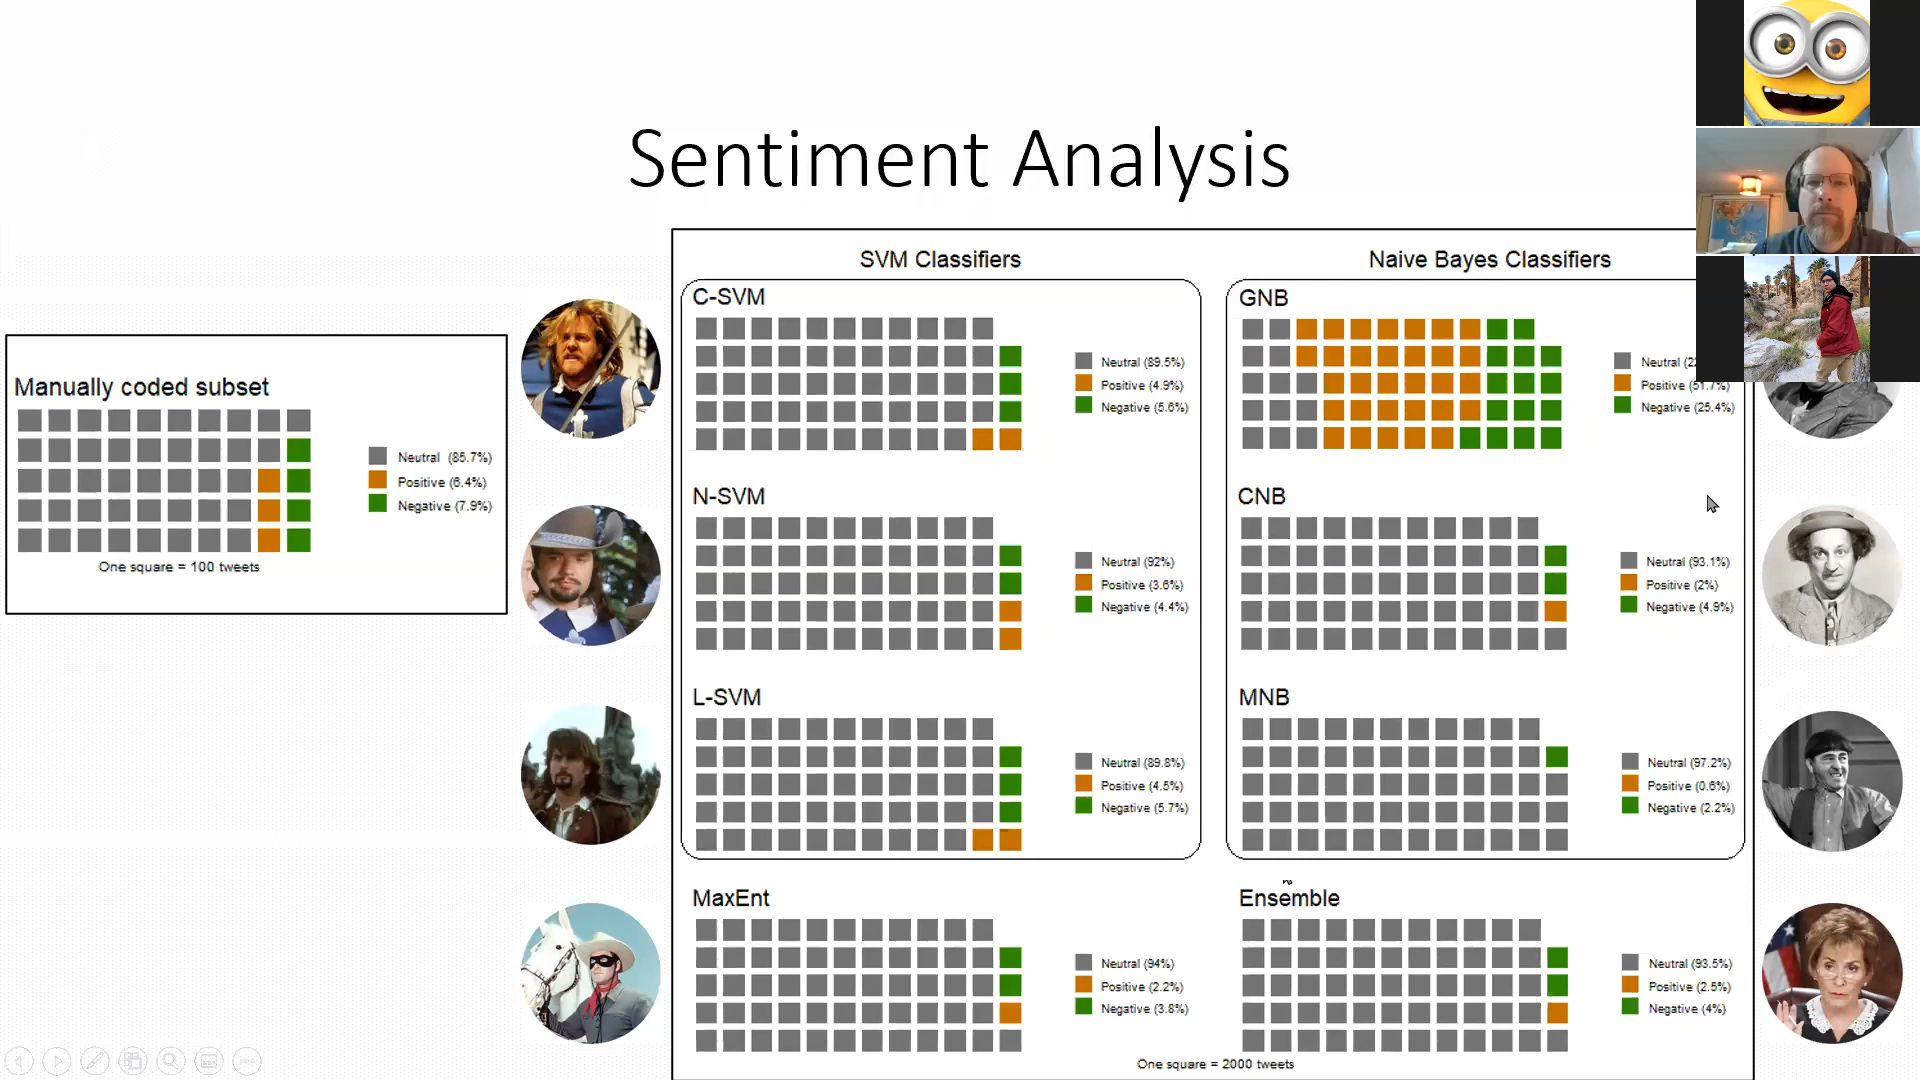 Sentiment Analysis
Manually coded subset
Neutral (85.7%)
Positive (6.4%)
Negative (7.9%)
One square = 100 tweets
SVM Classifiers
C-SVM
Neutral (89.5%)
Positive (4.9%)
Negative (5.6%)
N-SVM
Neutral (92%)
Positive (3.6%)
Negative (4.4%)
L-SVM
Neutral (89.8%)
Positive (4.5%)
Negative (5.7%)
MaxEnt
Neutral (94%)
Positive (2.2%)
Negative (3.8%)
Naive Bayes Classifiers
GNB
Neutral
Positive (51.7%)
Negative (25.4%)
CNB
Neutral (93.1%)
Positive (2%)
Negative (4.9%)
MNB
Neutral (97.2%)
Positive (0.6%)
Negative (2.2%)
Ensemble
Neutral (93.5%)
Positive (2.5%)
Negative (4%)
One square = 2000 tweets